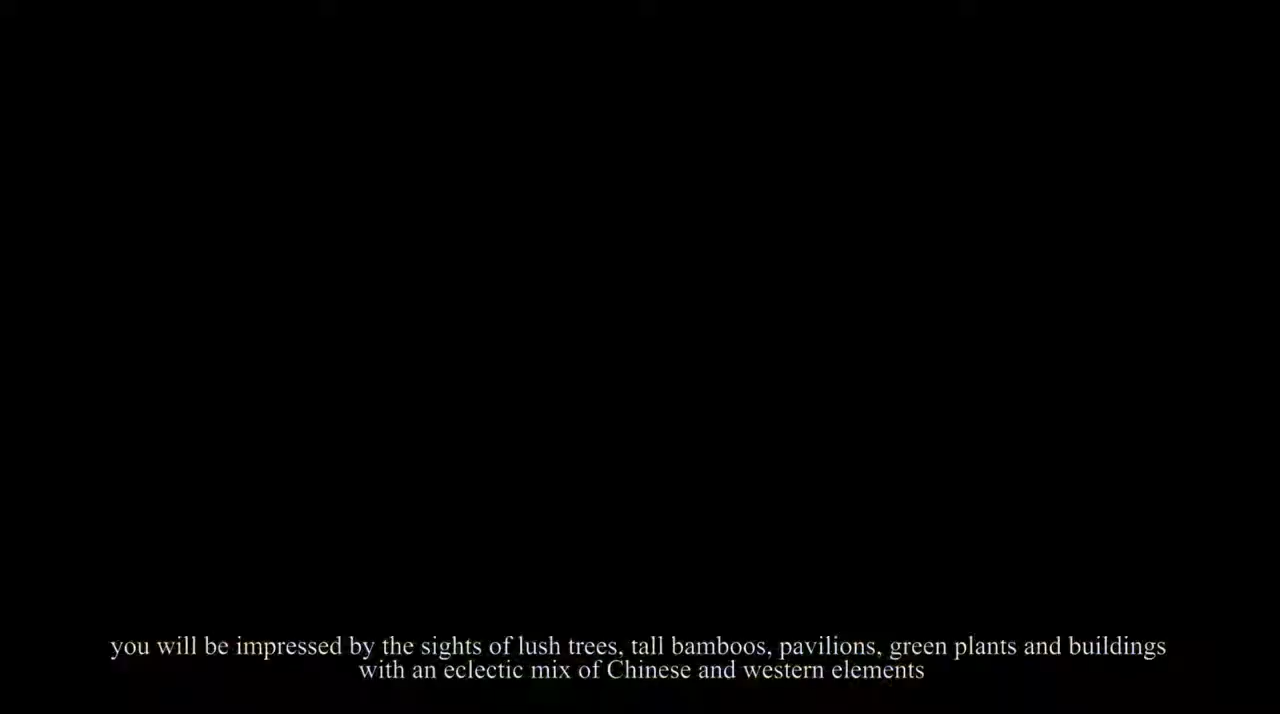 you will be impressed by the sights of lush trees, tall bamboos, pavilions, green plants and buildings
with an eclectic mix of Chinese and western elements